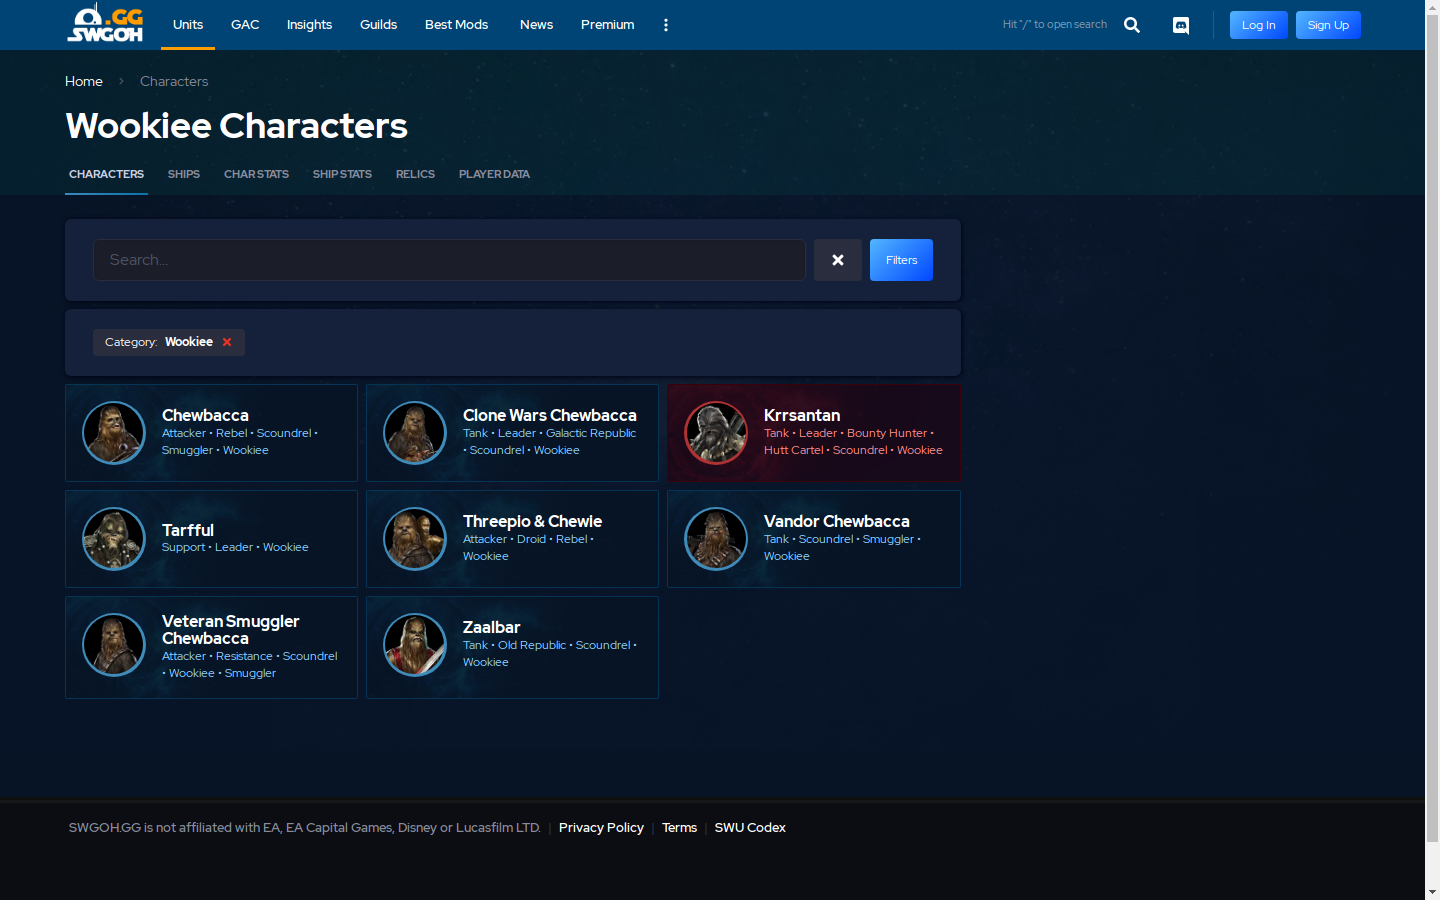 .GG
SWGOH
Units
GAC
Insights
Guilds
Best Mods
News
Premium
Hit "/" to open search
Log In
Sign Up
Home
Characters
Wookiee Characters
CHARACTERS
SHIPS
CHAR STATS
SHIP STATS
RELICS
PLAYER DATA
Search...
Filters
Category: Wookiee
Chewbacca
Attacker • Rebel • Scoundrel •
Smuggler • Wookiee
Clone Wars Chewbacca
Tank • Leader • Galactic Republic
• Scoundrel • Wookiee
Krrsantan
Tank • Leader • Bounty Hunter •
Hutt Cartel • Scoundrel • Wookiee
Tarfful
Support • Leader • Wookiee
Threepio & Chewie
Attacker • Droid • Rebel •
Wookiee
Vandor Chewbacca
Tank • Scoundrel • Smuggler •
Wookiee
Veteran Smuggler
Chewbacca
Attacker • Resistance • Scoundrel
• Wookiee • Smuggler
Zaalbar
Tank • Old Republic • Scoundrel •
Wookiee
SWGOH.GG is not affiliated with EA, EA Capital Games, Disney or Lucasfilm LTD. | Privacy Policy | Terms | SWU Codex